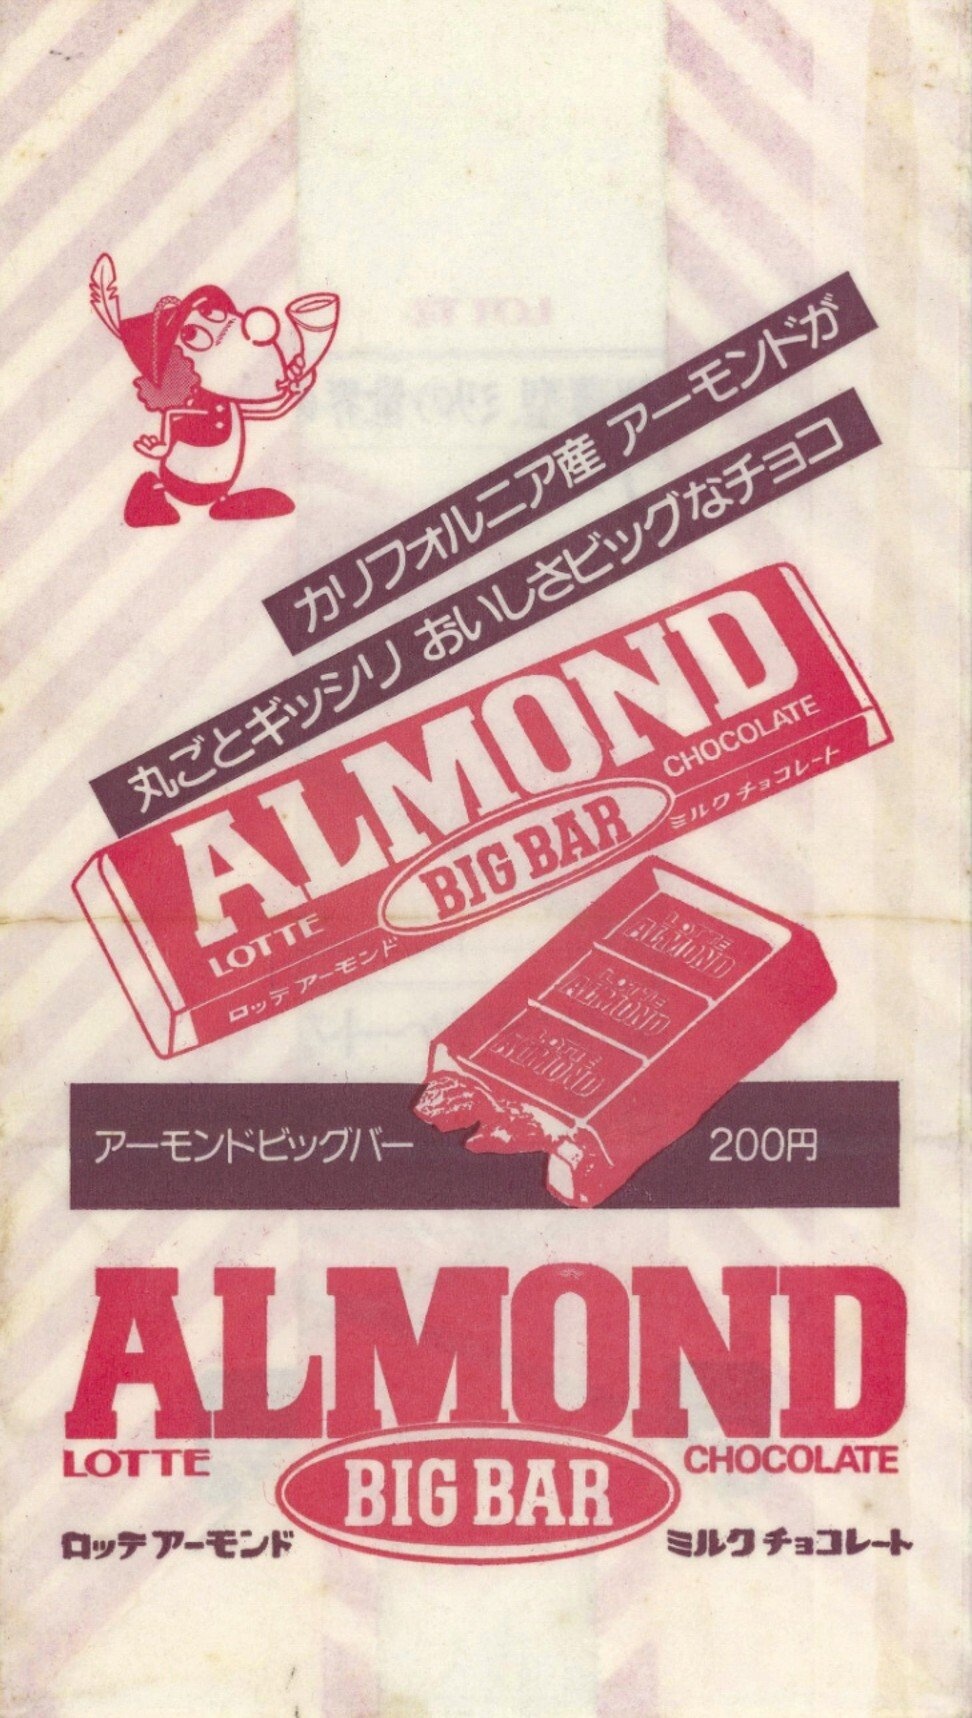 カリフォルニア産 アーモンドが
丸ごとギッシリ おいしさビッグなチョコ
ALMOND
LOTTE
CHOCOLATE
BIG BAR
ロッテ アーモンド
ミルク チョコレート
LOTTE
ALMOND
LOTTE
ALMOND
LOTTE
ALMOND
アーモンドビッグバー
200円
ALMOND
LOTTE
CHOCOLATE
BIG BAR
ロッテ アーモンド
ミルク チョコレート